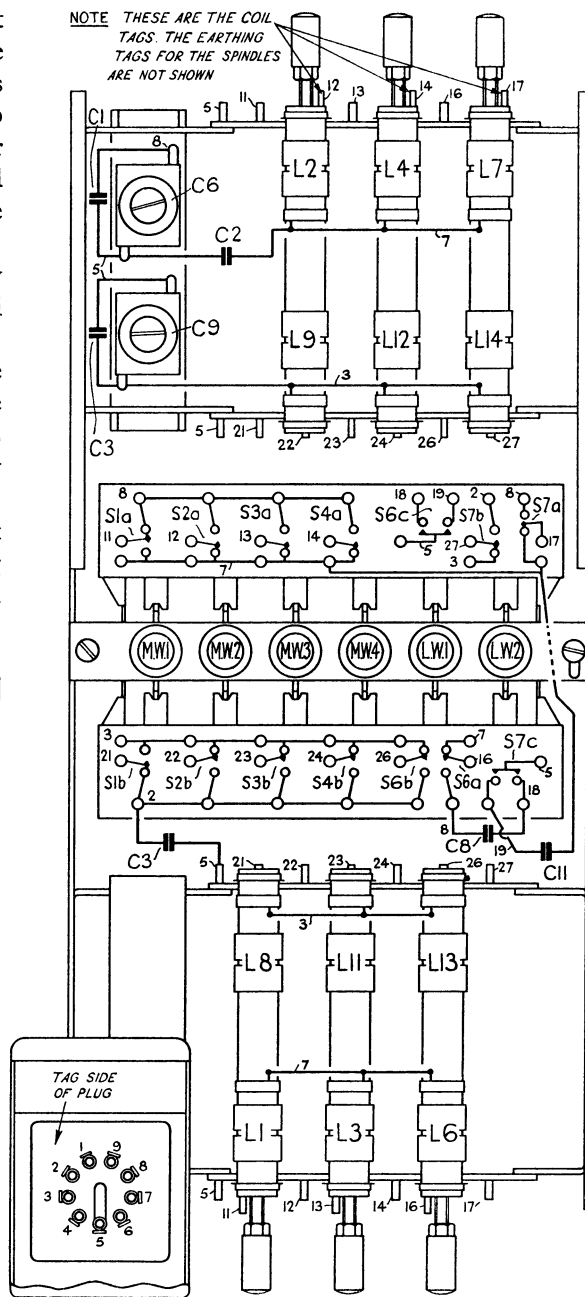 NOTE THESE ARE THE COIL
TAGS. THE EARTHING
TAGS FOR THE SPINDLES
ARE NOT SHOWN
5 11 12 13 14 16 17
C1 8 C6 L2 L4 L7
5 C2 7
C9 L9 L12 L14
C3 3
5 21 22 23 24 26 27
8 S1a S2a S3a S4a 18 S6c 19 2 S7b 8 S7a
11 12 13 14 5 27 17
7 3
M.W.1 M.W.2 M.W.3 M.W.4 L.W.1 L.W.2
3 7 S7c
21 22 23 24 26 16 5
S1b S2b S3b S4b S6b S6a
2 8 18
C3 C8 19 C11
5 21 22 23 24 26 27
3
L8 L11 L13
7
L1 L3 L6
5 11 12 13 14 16 17
TAG SIDE
OF PLUG
1 9
2 8
3 7
4 6
5